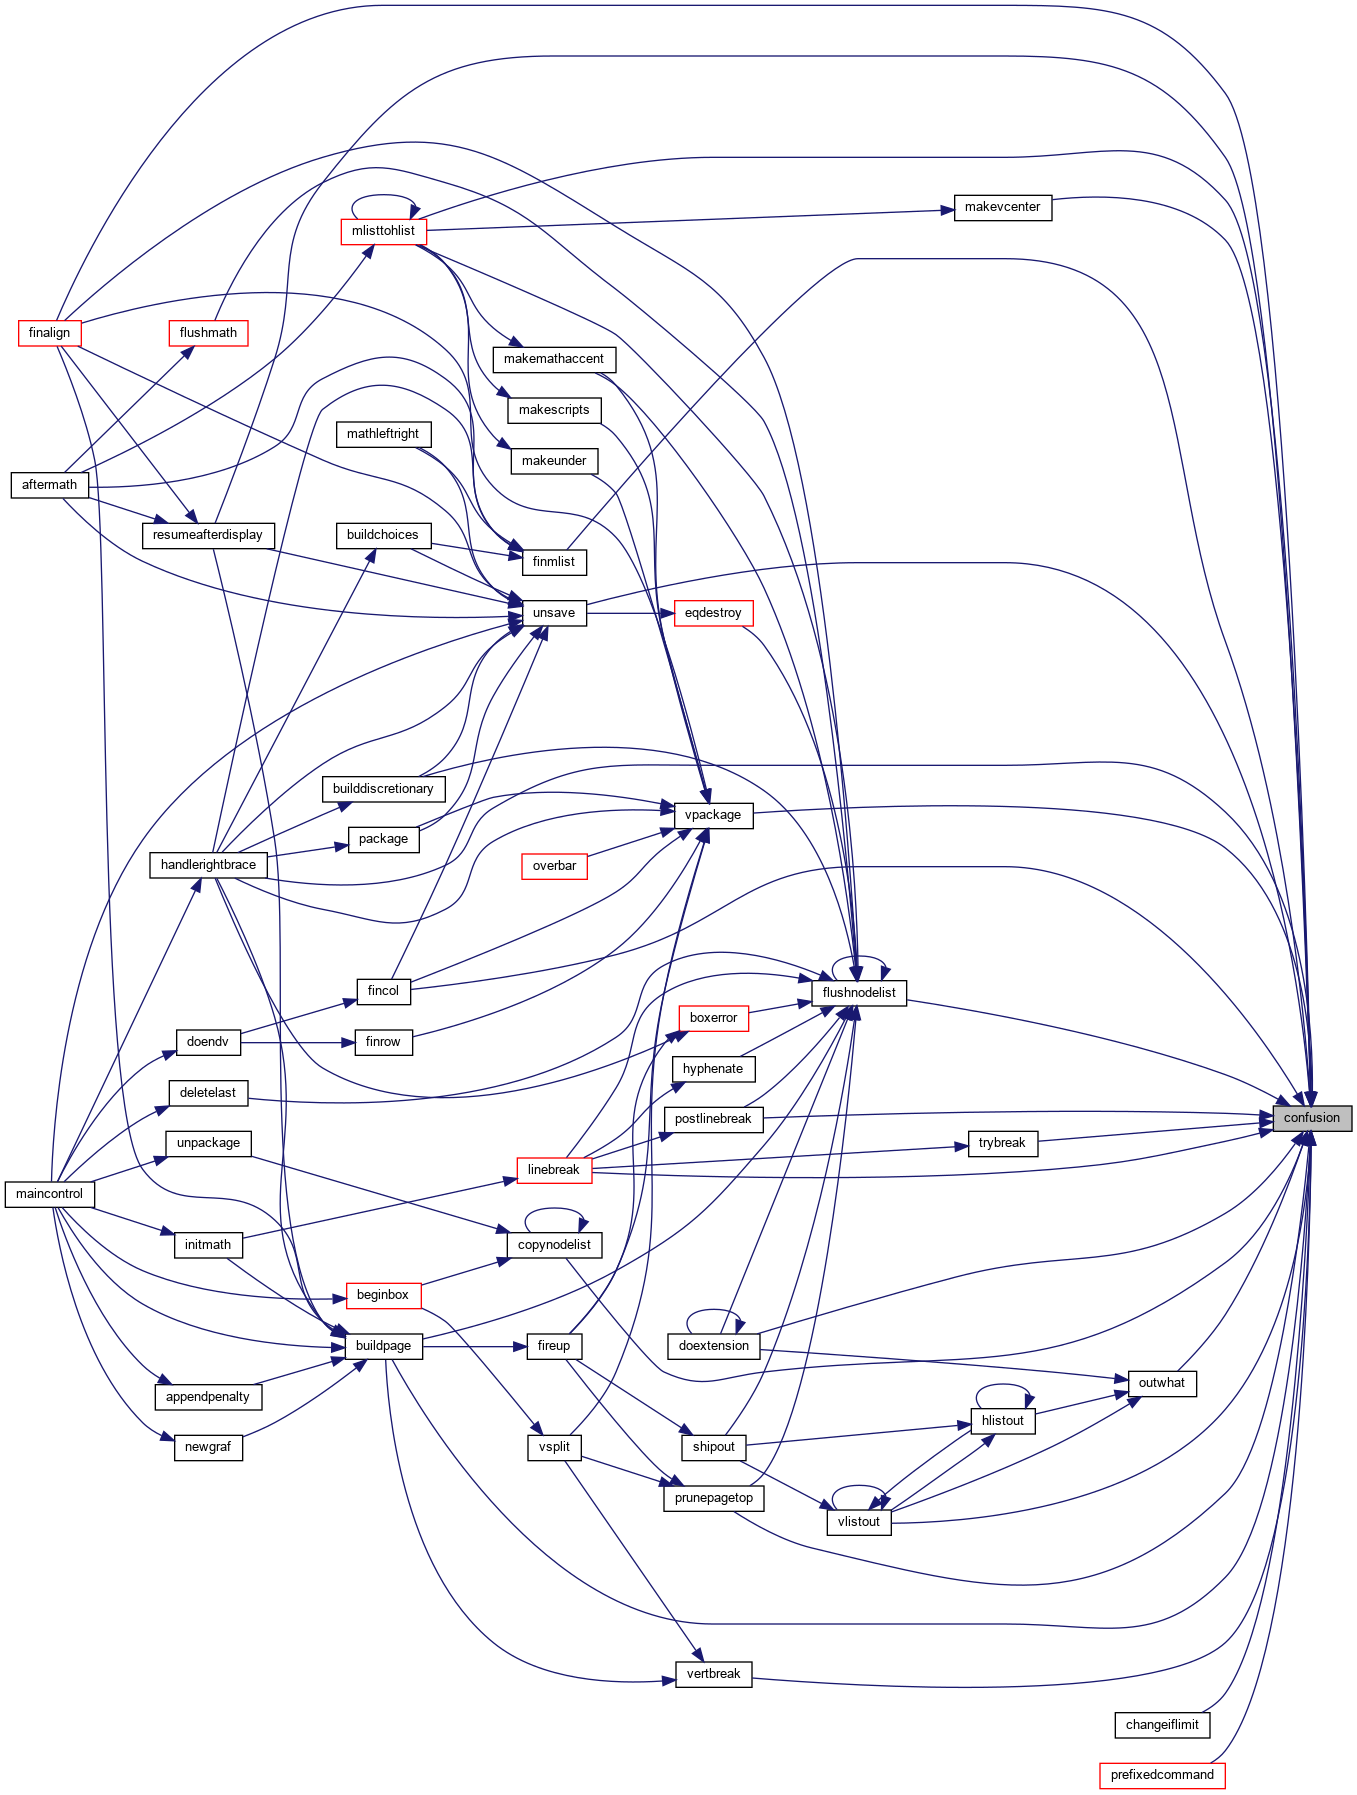 makevcenter
mlisttohlist
finalign
flushmath
makemathaccent
makescripts
mathleftright
makeunder
aftermath
resumeafterdisplay
buildchoices
finmlist
unsave
eqdestroy
builddiscretionary
vpackage
package
handlerightbrace
overbar
fincol
flushnodelist
boxerror
doendv
finrow
hyphenate
deletelast
postlinebreak
confusion
unpackage
trybreak
linebreak
maincontrol
initmath
copynodelist
beginbox
buildpage
fireup
doextension
outwhat
appendpenalty
hlistout
newgraf
vsplit
shipout
prunepagetop
vlistout
vertbreak
changeiflimit
prefixedcommand